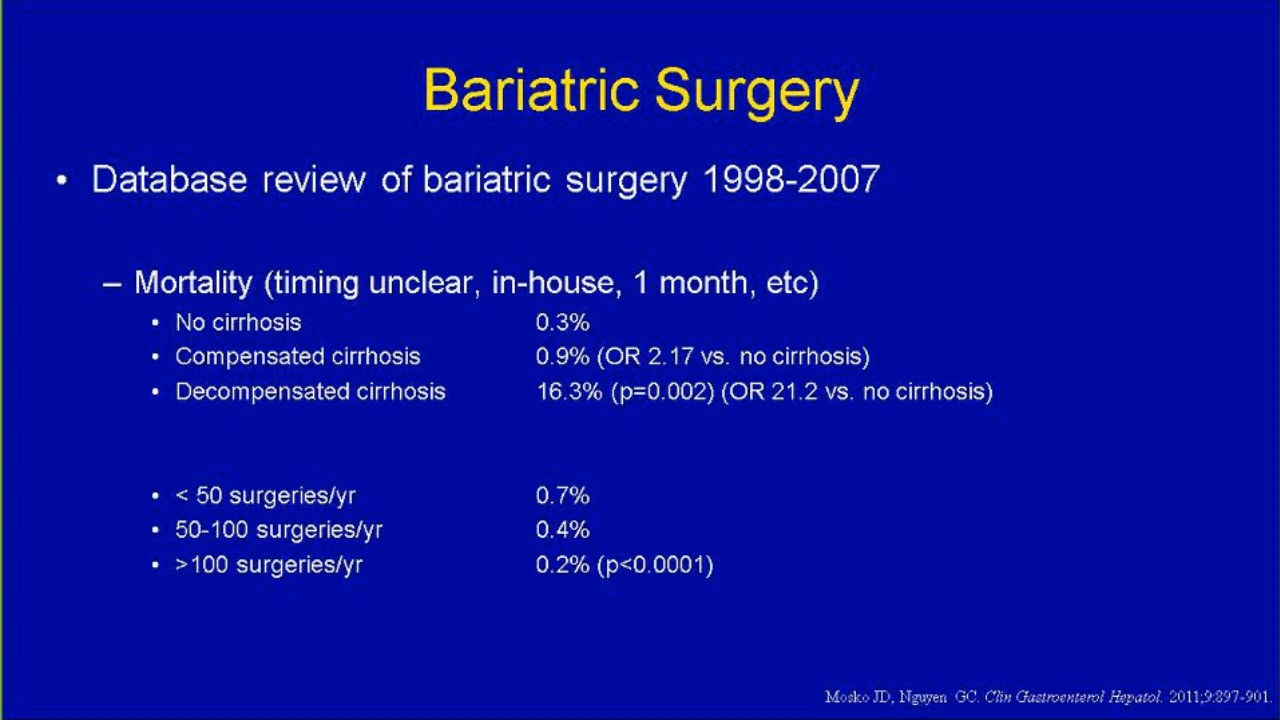 Bariatric Surgery
• Database review of bariatric surgery 1998-2007
– Mortality (timing unclear, in-house, 1 month, etc)
• No cirrhosis 0.3%
• Compensated cirrhosis 0.9% (OR 2.17 vs. no cirrhosis)
• Decompensated cirrhosis 16.3% (p=0.002) (OR 21.2 vs. no cirrhosis)
• < 50 surgeries/yr 0.7%
• 50-100 surgeries/yr 0.4%
• >100 surgeries/yr 0.2% (p<0.0001)
Mosko JD, Nguyen GC. Clin Gastroenterol Hepatol. 2011;9:897-901.